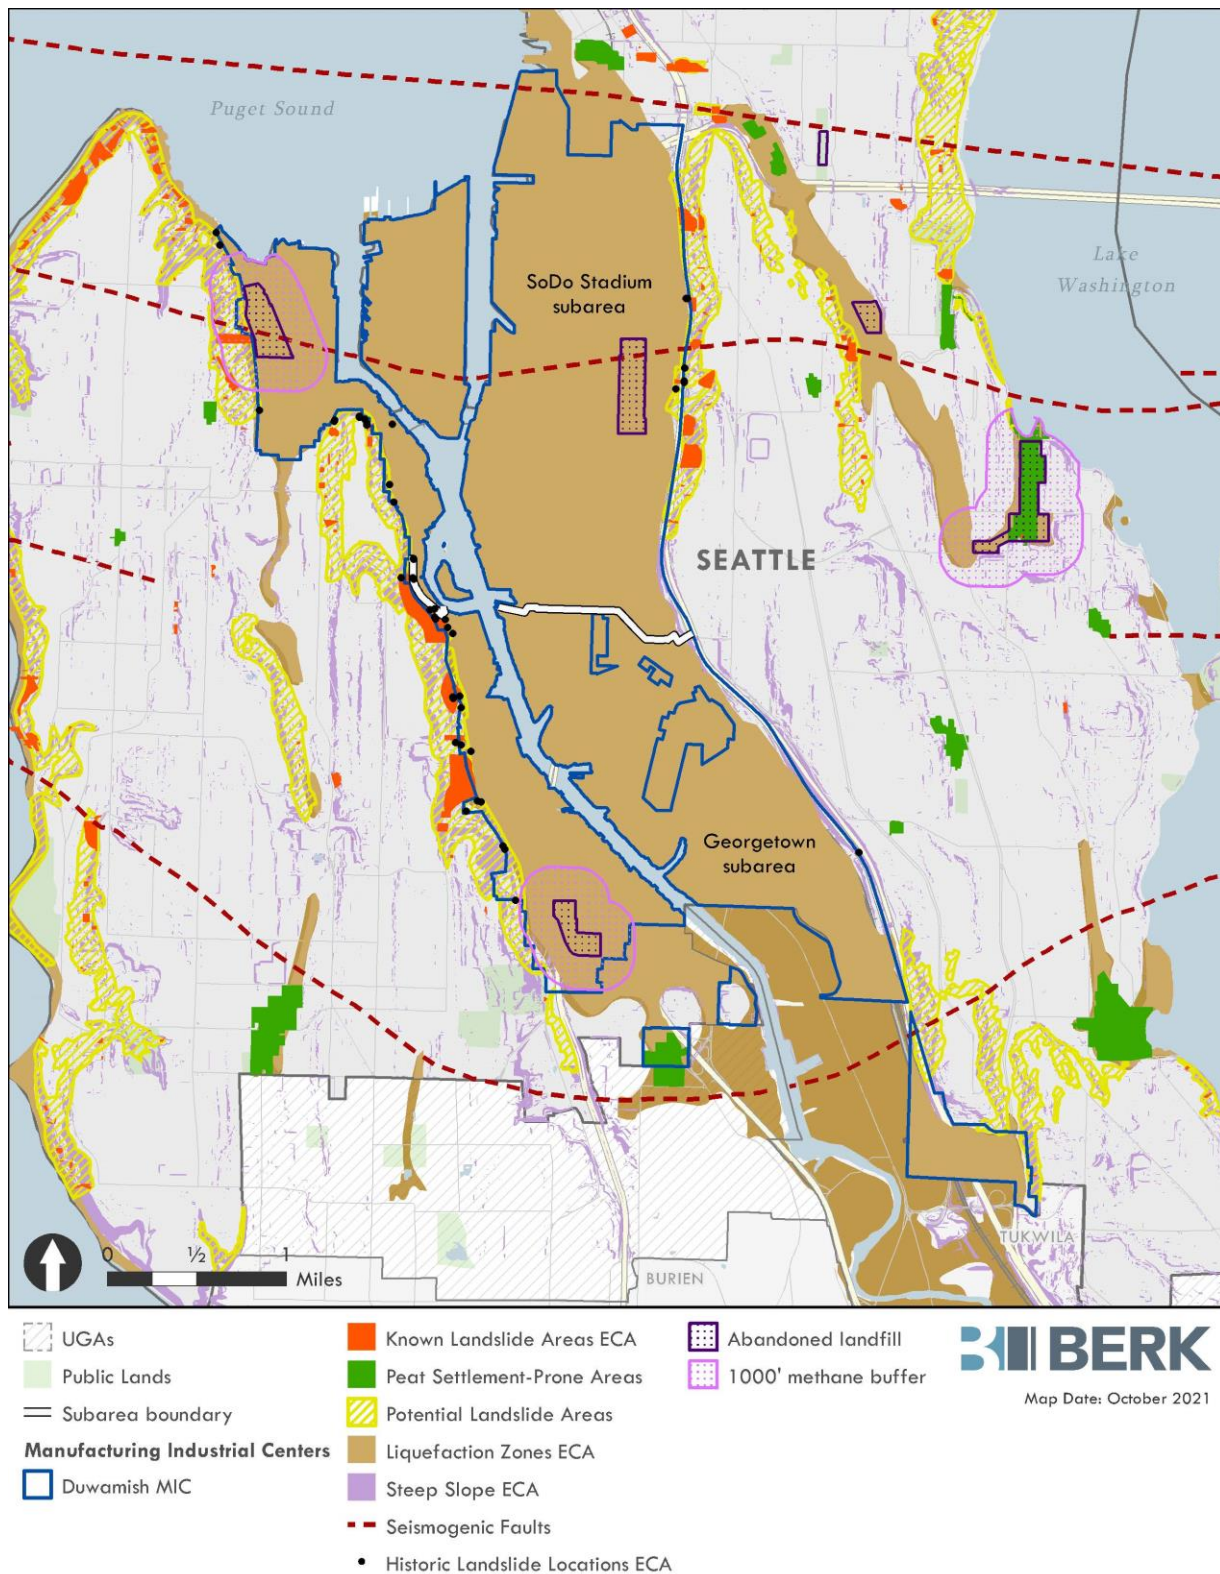 Puget Sound
Lake
Washington
SoDo Stadium
subarea
SEATTLE
Georgetown
subarea
TUKWILA
BURIEN
0 ½ 1
Miles
UGAs
Public Lands
Subarea boundary
Manufacturing Industrial Centers
Duwamish MIC
Known Landslide Areas ECA
Peat Settlement-Prone Areas
Potential Landslide Areas
Liquefaction Zones ECA
Steep Slope ECA
Seismogenic Faults
Historic Landslide Locations ECA
Abandoned landfill
1000' methane buffer
BERK
Map Date: October 2021